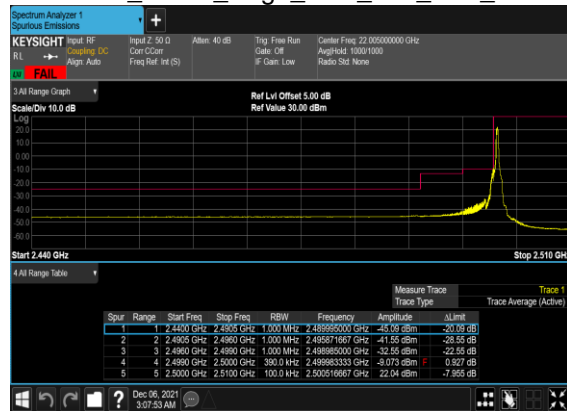 Spectrum Analyzer 1
Spurious Emissions
+
KEYSIGHT Input: RF Input Z: 50 Ω Atten: 40 dB Trig: Free Run Center Freq: 22.005000000 GHz
RL Coupling: DC Corr CCorr Gate: Off Avg|Hold: 1000/1000
Align: Auto Freq Ref: Int (S) IF Gain: Low Radio Std: None
LW FAIL
3 All Range Graph
Ref Lvl Offset 5.00 dB
Scale/Div 10.0 dB Ref Value 30.00 dBm
Log
20.0
10.0
0.00
-10.0
-20.0
-30.0
-40.0
-50.0
-60.0
Start 2.440 GHz Stop 2.510 GH
4 All Range Table
Measure Trace Trace 1
Trace Type Trace Average (Active)
Spur Range Start Freq Stop Freq RBW Frequency Amplitude ΔLimit
1 1 2.4400 GHz 2.4905 GHz 1.000 MHz 2.489995000 GHz -45.09 dBm -20.09 dB
2 2 2.4905 GHz 2.4960 GHz 1.000 MHz 2.495871667 GHz -41.55 dBm -28.55 dB
3 3 2.4960 GHz 2.4990 GHz 1.000 MHz 2.498985000 GHz -32.55 dBm -22.55 dB
4 4 2.4990 GHz 2.5000 GHz 390.0 kHz 2.499983333 GHz -9.073 dBm F 0.927 dB
5 5 2.5000 GHz 2.5100 GHz 100.0 kHz 2.500516667 GHz 22.04 dBm -7.955 dB
? Dec 06, 2021
3:07:53 AM